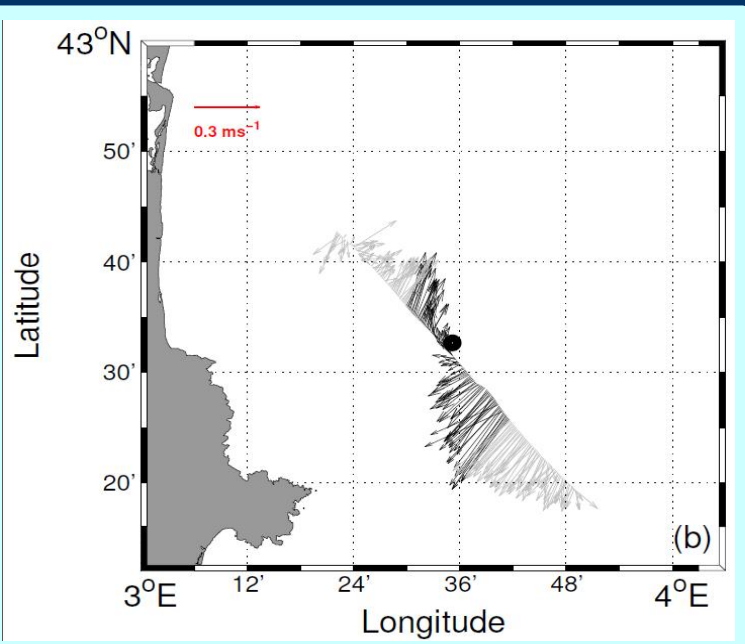 43°N
0.3 ms⁻¹
50'
40'
30'
20'
Latitude
(b)
3°E
12'
24'
36'
48'
4°E
Longitude